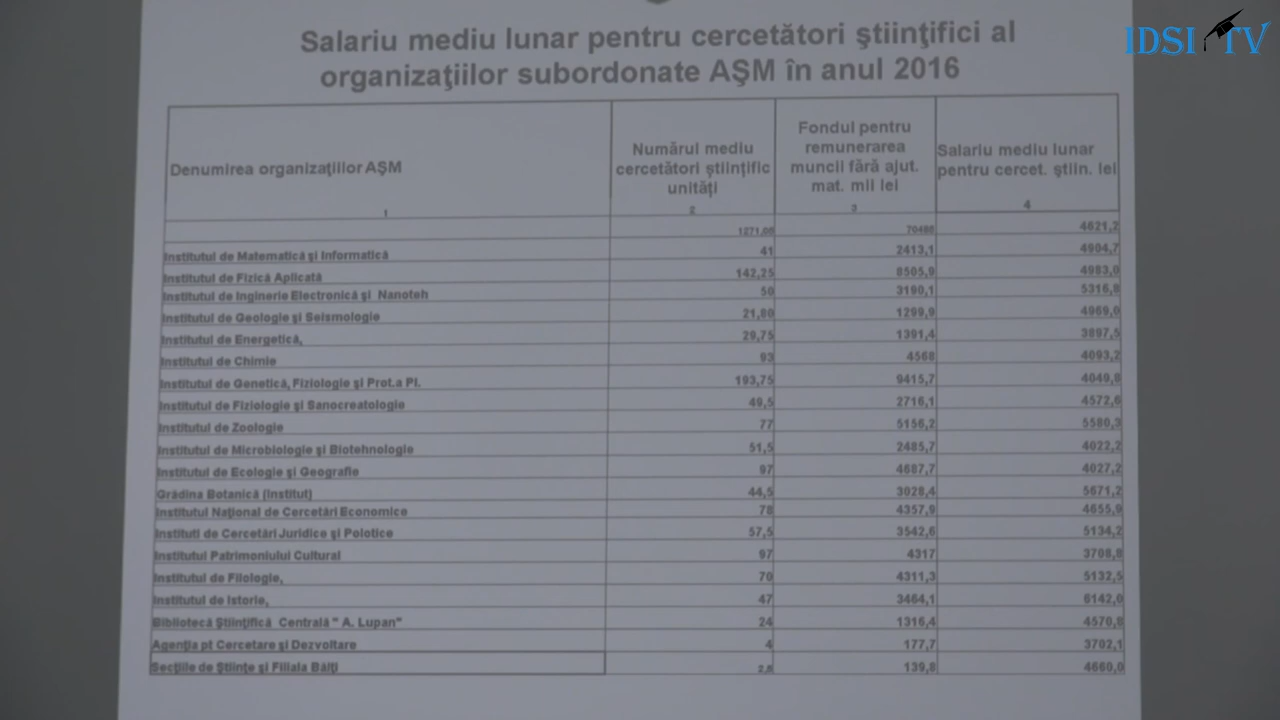 IDSI TV
Salariu mediu lunar pentru cercetători ştiinţifici al
organizaţiilor subordonate AŞM în anul 2016
Denumirea organizaţiilor AŞM
Numărul mediu
cercetători științific
unități
Fondul pentru
remunerarea
muncii fără ajut.
mat. mii lei
Salariu mediu lunar
pentru cercet. știin. lei
1 2 3 4
70486 4621,2
Institutul de Matematică şi Informatică 41 2413,1 4904,7
Institutul de Fizică Aplicată 142,25 8505,9 4983,0
Institutul de Inginerie Electronică şi Nanoteh 50 3190,1 5316,8
Institutul de Geologie şi Seismologie 21,80 1299,9 4969,0
Institutul de Energetică, 29,75 1391,4 3897,5
Institutul de Chimie 93 4568 4093,2
Institutul de Genetică, Fiziologie şi Prot.a Pl. 193,75 9415,7 4049,8
Institutul de Fiziologie şi Sanocreatologie 49,5 2716,1 4572,6
Institutul de Zoologie 77 5156,2 5580,3
Institutul de Microbiologie şi Biotehnologie 51,5 2485,7 4022,2
Institutul de Ecologie şi Geografie 97 4687,7 4027,2
Grădina Botanică (Institut) 44,5 3028,4 5671,2
Institutul Naţional de Cercetări Economice 78 4357,9 4655,9
Instituti de Cercetări Juridice şi Polotice 57,5 3542,6 5134,2
Institutul Patrimoniului Cultural 97 4317 3708,8
Institutul de Filologie, 70 4311,3 5132,5
Institutul de Istorie, 47 3464,1 6142,0
Bibliotecă Ştiinţifică Centrală " A. Lupan" 24 1316,4 4570,8
Agenţia pt Cercetare şi Dezvoltare 4 177,7 3702,1
Secţiile de Ştiinţe şi Filiala Bălţi 139,8 4660,0